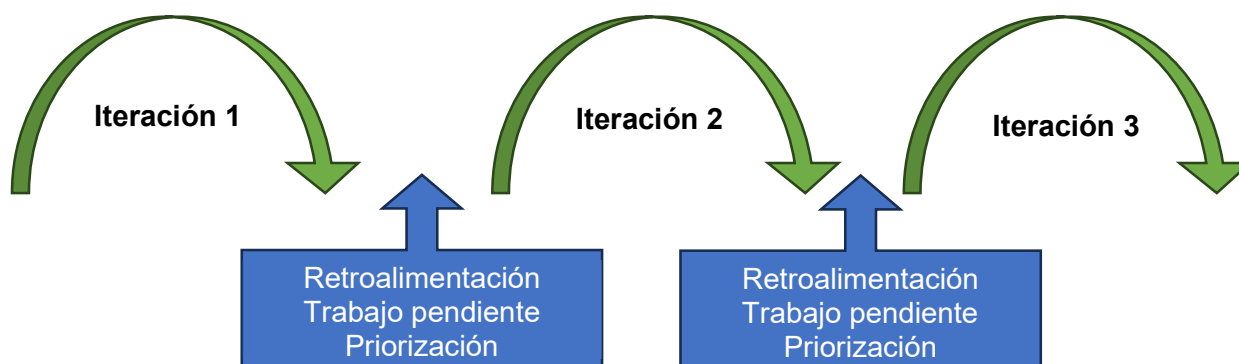 Iteración 1
Iteración 2
Iteración 3
Retroalimentación
Trabajo pendiente
Priorización
Retroalimentación
Trabajo pendiente
Priorización